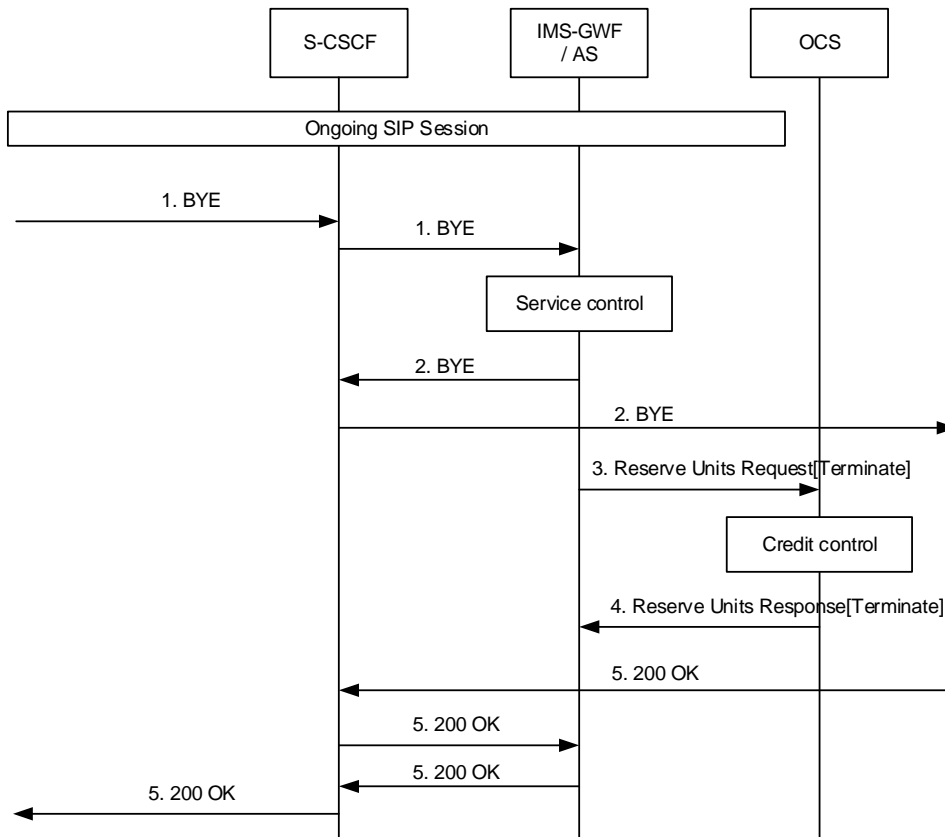 S-CSCF
IMS-GWF
/ AS
OCS
Ongoing SIP Session
1. BYE
1. BYE
Service control
2. BYE
2. BYE
3. Reserve Units Request[Terminate]
Credit control
4. Reserve Units Response[Terminate]
5. 200 OK
5. 200 OK
5. 200 OK
5. 200 OK